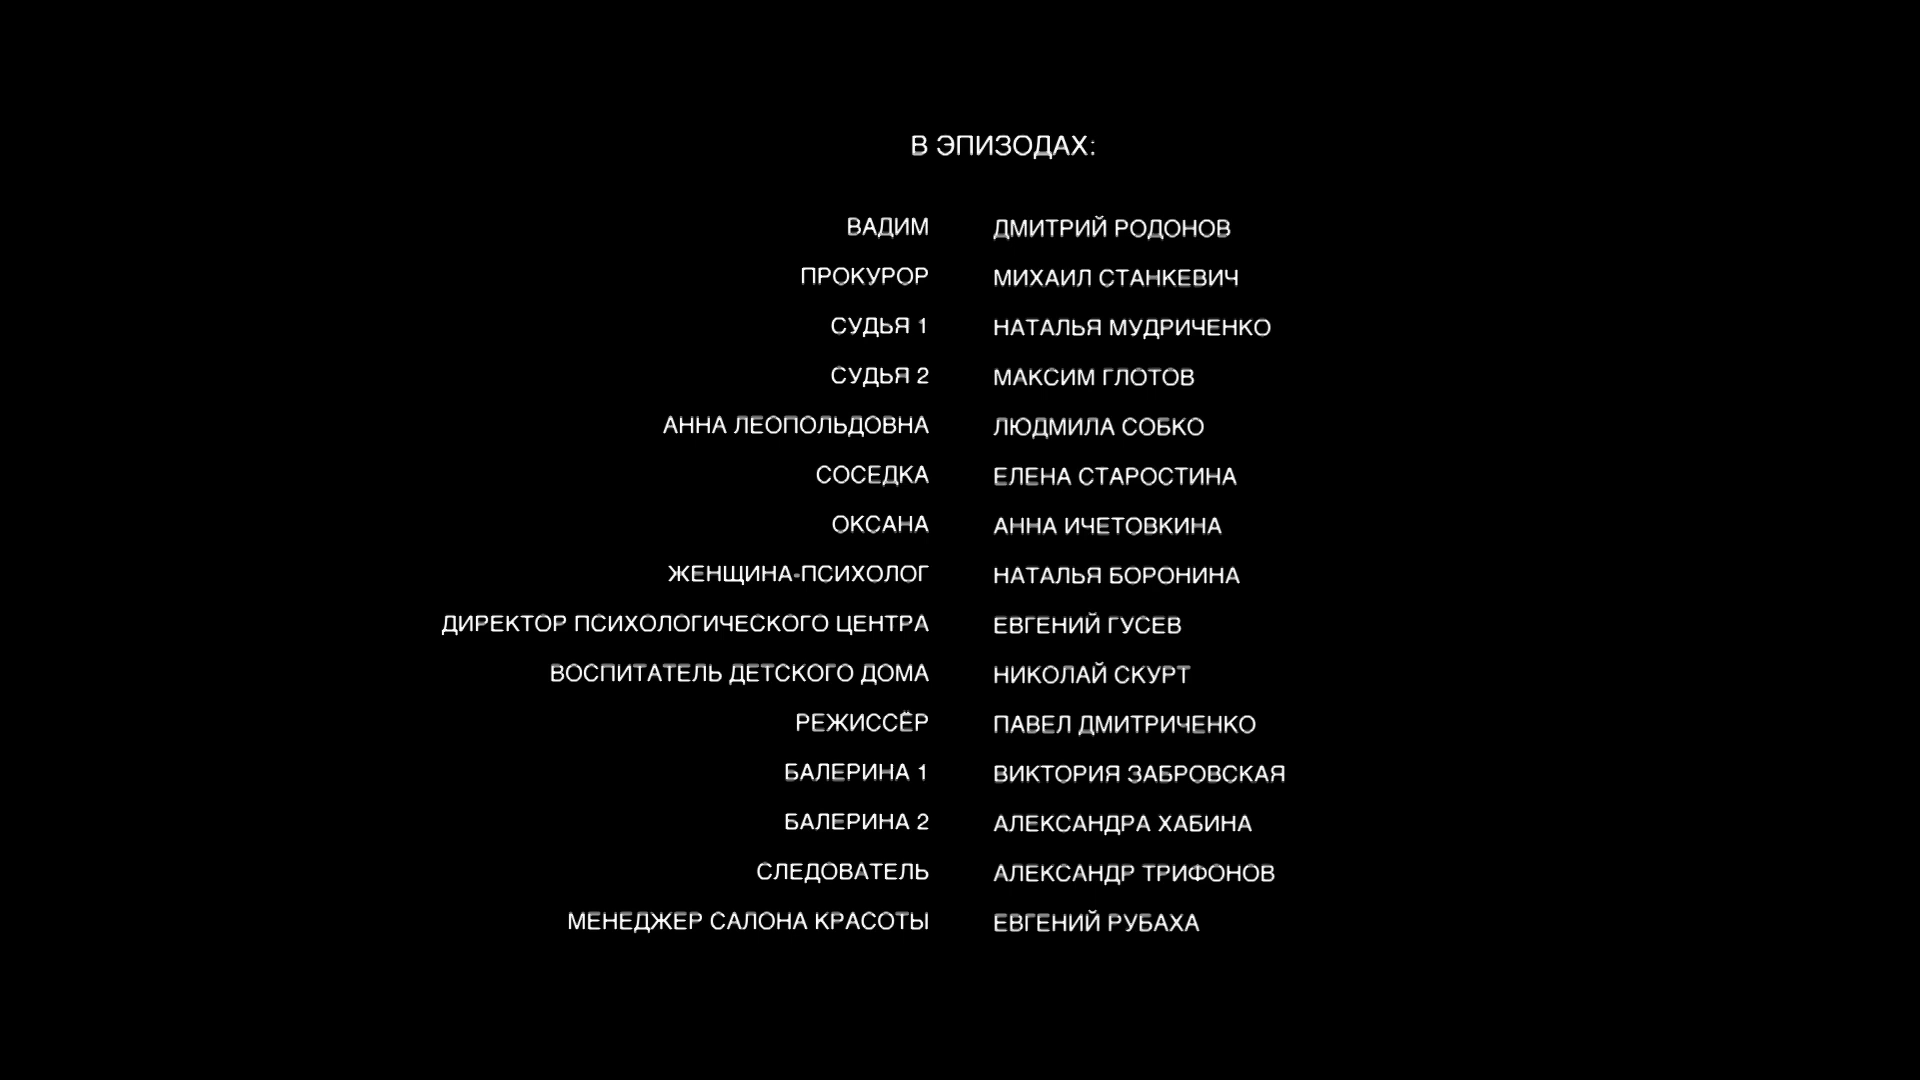 В ЭПИЗОДАХ:
ВАДИМ ДМИТРИЙ РОДОНОВ
ПРОКУРОР МИХАИЛ СТАНКЕВИЧ
СУДЬЯ 1 НАТАЛЬЯ МУДРИЧЕНКО
СУДЬЯ 2 МАКСИМ ГЛОТОВ
АННА ЛЕОПОЛЬДОВНА ЛЮДМИЛА СОБКО
СОСЕДКА ЕЛЕНА СТАРОСТИНА
ОКСАНА АННА ИЧЕТОВКИНА
ЖЕНЩИНА-ПСИХОЛОГ НАТАЛЬЯ БОРОНИНА
ДИРЕКТОР ПСИХОЛОГИЧЕСКОГО ЦЕНТРА ЕВГЕНИЙ ГУСЕВ
ВОСПИТАТЕЛЬ ДЕТСКОГО ДОМА НИКОЛАЙ СКУРТ
РЕЖИССЁР ПАВЕЛ ДМИТРИЧЕНКО
БАЛЕРИНА 1 ВИКТОРИЯ ЗАБРОВСКАЯ
БАЛЕРИНА 2 АЛЕКСАНДРА ХАБИНА
СЛЕДОВАТЕЛЬ АЛЕКСАНДР ТРИФОНОВ
МЕНЕДЖЕР САЛОНА КРАСОТЫ ЕВГЕНИЙ РУБАХА